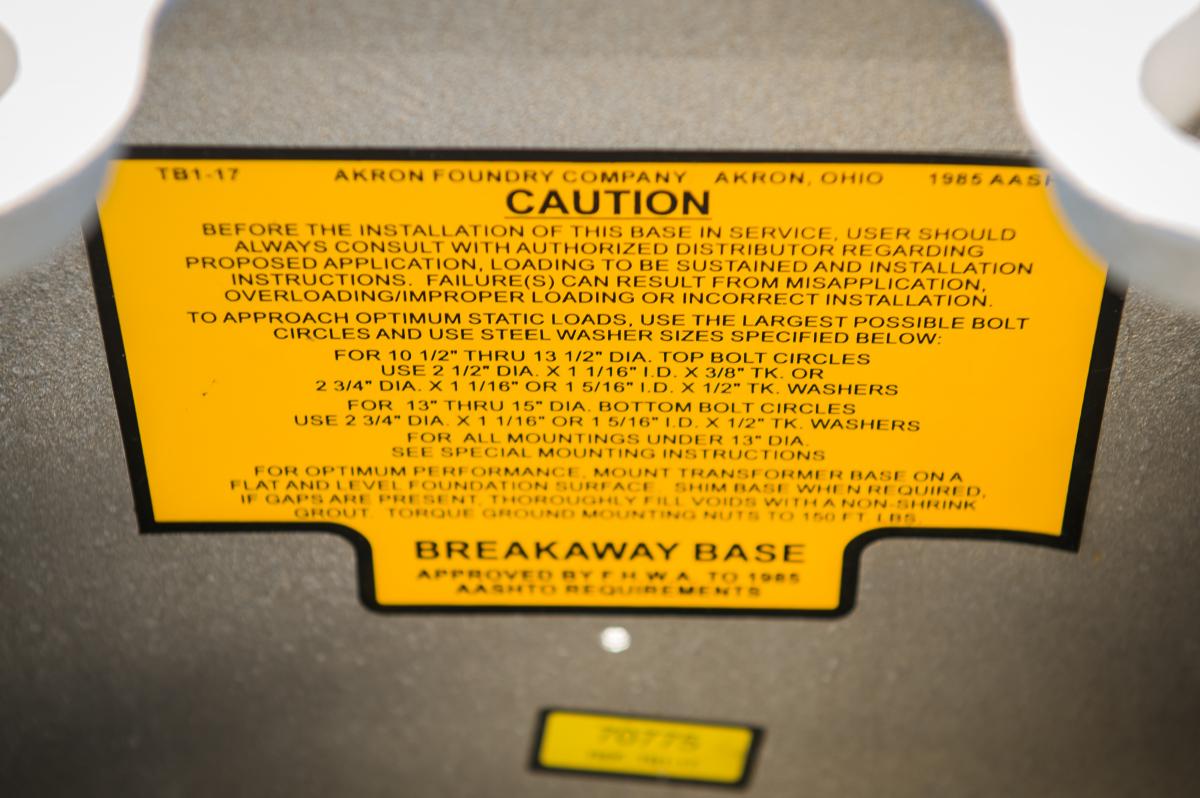 TB1-17 AKRON FOUNDRY COMPANY AKRON, OHIO 1985
CAUTION
BEFORE THE INSTALLATION OF THIS BASE IN SERVICE, USER SHOULD
ALWAYS CONSULT WITH AUTHORIZED DISTRIBUTOR REGARDING
PROPOSED APPLICATION, LOADING TO BE SUSTAINED AND INSTALLATION
INSTRUCTIONS. FAILURE(S) CAN RESULT FROM MISAPPLICATION,
OVERLOADING/IMPROPER LOADING OR INCORRECT INSTALLATION.
TO APPROACH OPTIMUM STATIC LOADS, USE THE LARGEST POSSIBLE BOLT
CIRCLES AND USE STEEL WASHER SIZES SPECIFIED BELOW:
FOR 10 1/2" THRU 13 1/2" DIA. TOP BOLT CIRCLES
USE 2 1/2" DIA. X 1 1/16" I.D. X 3/8" TK. OR
2 3/4" DIA. X 1 1/16" OR 1 5/16" I.D. X 1/2" TK. WASHERS
FOR 13" THRU 15" DIA. BOTTOM BOLT CIRCLES
USE 2 3/4" DIA. X 1 1/16" OR 1 5/16" I.D. X 1/2" TK. WASHERS
FOR ALL MOUNTINGS UNDER 13" DIA.
SEE SPECIAL MOUNTING INSTRUCTIONS
FOR OPTIMUM PERFORMANCE, MOUNT TRANSFORMER BASE ON A
FLAT AND LEVEL FOUNDATION SURFACE SHIM BASE WHEN REQUIRED,
IF GAPS ARE PRESENT, THOROUGHLY FILL VOIDS WITH A NON-SHRINK
GROUT. TORQUE GROUND MOUNTING NUTS TO 150 FT. LBS.
BREAKAWAY BASE
APPROVED BY F.H.W.A. TO 1985
AASHTO REQUIREMENTS
70775